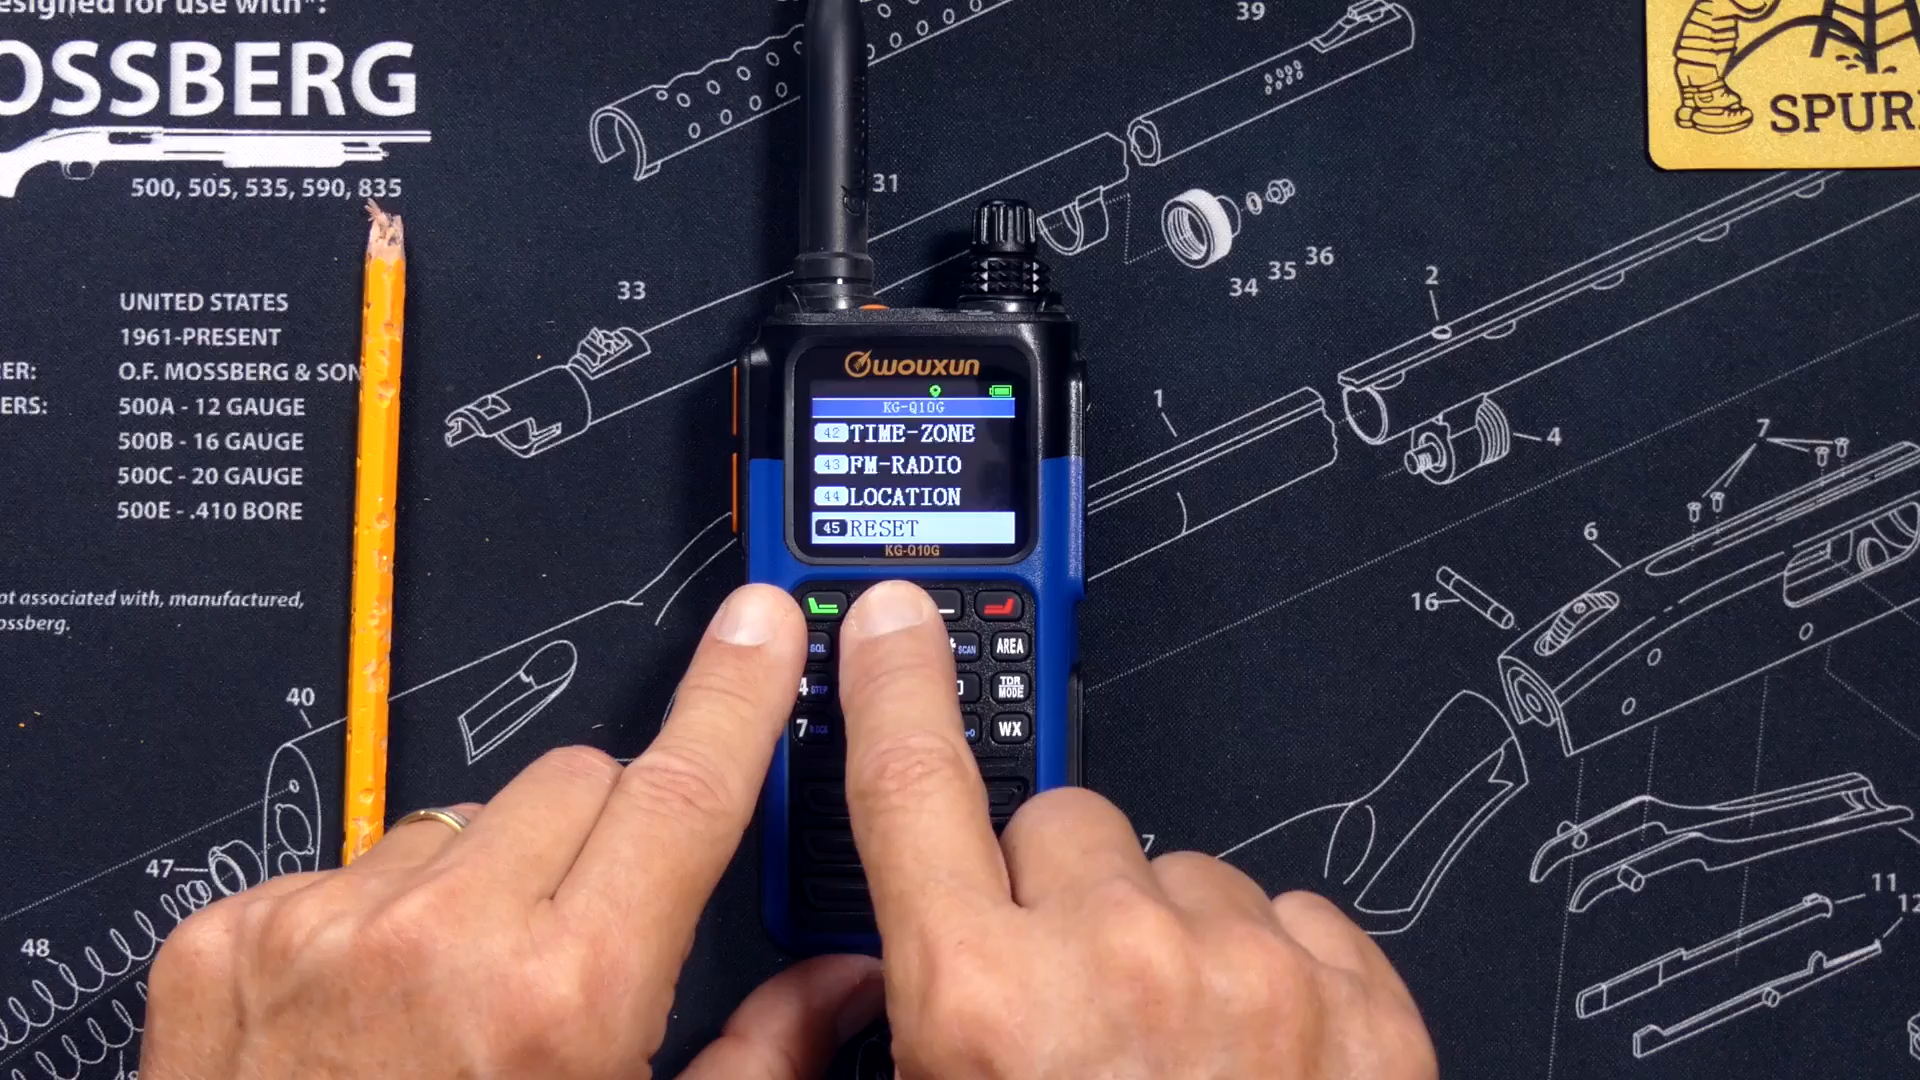 esigned for use with*:
OSSBERG
500, 505, 535, 590, 835
UNITED STATES
1961-PRESENT
ER:
O.F. MOSSBERG & SON
ERS:
500A - 12 GAUGE
500B - 16 GAUGE
500C - 20 GAUGE
500E - .410 BORE
ot associated with, manufactured,
ossberg.
39
31
33
34
35
36
2
1
4
7
6
16
40
47
48
7
11
12
SPUR
WOUXUN
KG-Q10G
42 TIME-ZONE
43 FM-RADIO
44 LOCATION
45 RESET
KG-Q10G
SQL
SCAN
AREA
4 STEP
TDR
MODE
7
WX